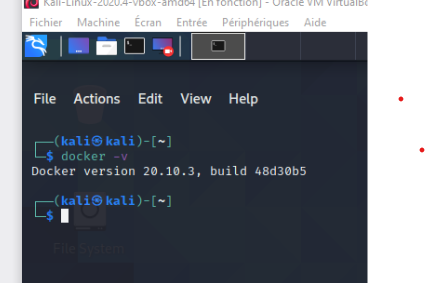 Kali-Linux-2020.4-vbox-amd64 [En fonction] - Oracle VM VirtualBo
Fichier Machine Écran Entrée Périphériques Aide
File Actions Edit View Help
┌──(kali㉿kali)-[~]
└─$ docker -v
Docker version 20.10.3, build 48d30b5
┌──(kali㉿kali)-[~]
└─$
File System